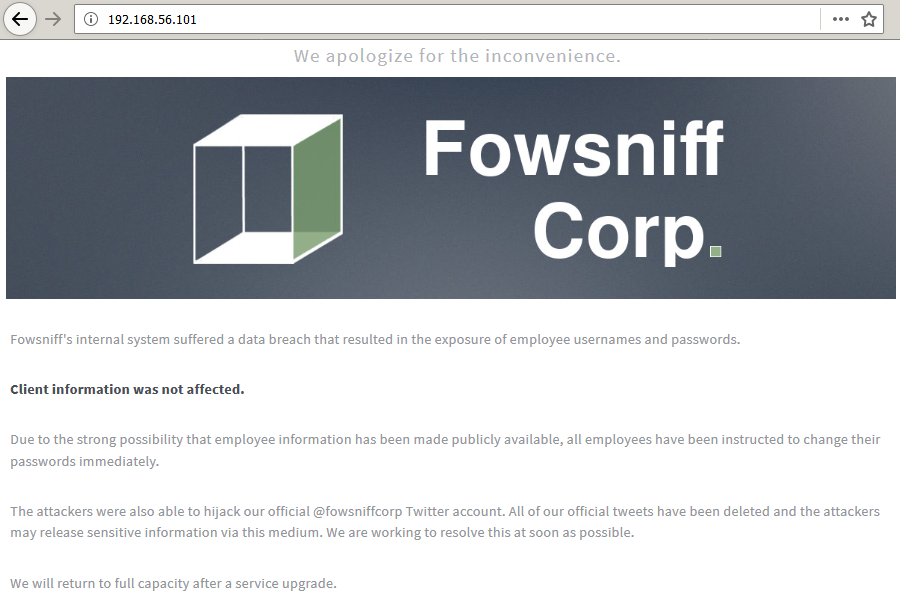 192.168.56.101
We apologize for the inconvenience.
Fowsniff
Corp.
Fowsniff's internal system suffered a data breach that resulted in the exposure of employee usernames and passwords.
Client information was not affected.
Due to the strong possibility that employee information has been made publicly available, all employees have been instructed to change their
passwords immediately.
The attackers were also able to hijack our official @fowsniffcorp Twitter account. All of our official tweets have been deleted and the attackers
may release sensitive information via this medium. We are working to resolve this at soon as possible.
We will return to full capacity after a service upgrade.